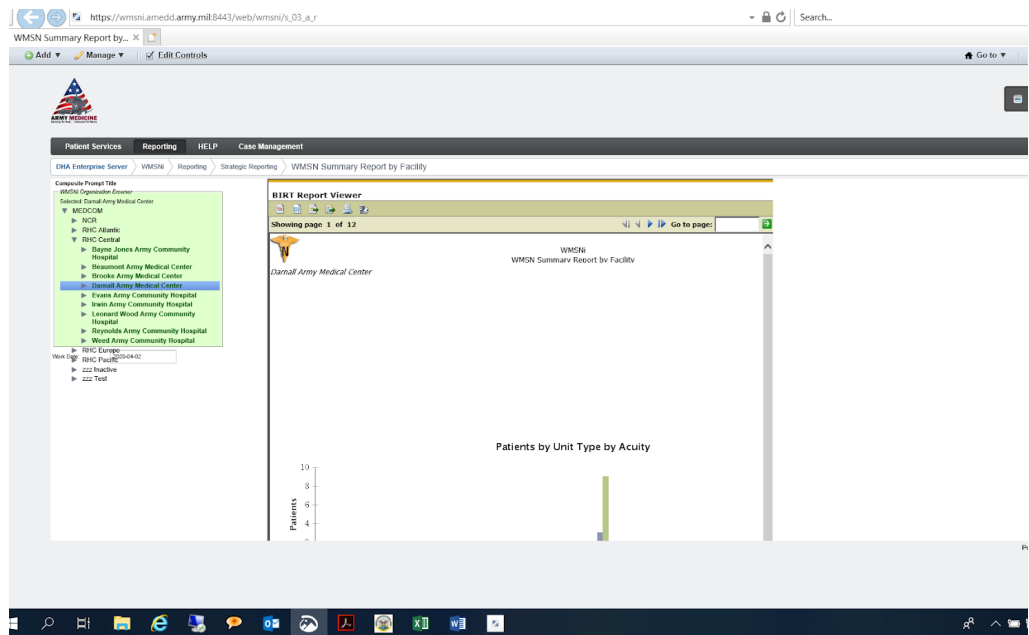 https://wmsni.amedd.army.mil:8443/web/wmsni/s_03_a_r
Search...
WMSN Summary Report by... ×
Add ▼ Manage ▼ Edit Controls Go to ▼
ARMY MEDICINE
Patient Services Reporting HELP Case Management
DHA Enterprise Server WMSNi Reporting Strategic Reporting WMSN Summary Report by Facility
Composite Prompt Title
WMSNi Organization Browser
Selected: Darnall Army Medical Center
MEDCOM
NCR
RHC Atlantic
RHC Central
Bayne Jones Army Community
Hospital
Beaumont Army Medical Center
Brooke Army Medical Center
Darnall Army Medical Center
Evans Army Community Hospital
Irwin Army Community Hospital
Leonard Wood Army Community
Hospital
Reynolds Army Community Hospital
Weed Army Community Hospital
RHC Europe
Work Date: 2020-04-02
RHC Pacific
zzz Inactive
zzz Test
BIRT Report Viewer
Showing page 1 of 12 Go to page:
WMSNi
WMSN Summary Report by Facility
Darnall Army Medical Center
Patients by Unit Type by Acuity
Patients
10
8
6
4